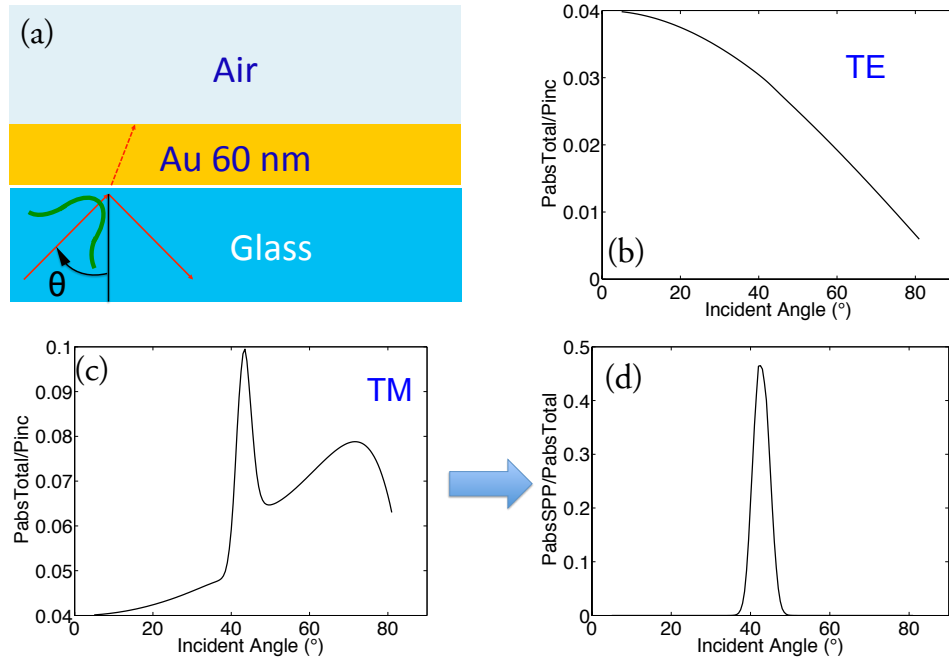 (a)
Air
Au 60 nm
Glass
θ
0.04
0.03
0.02
0.01
0
PabsTotal/Pinc
TE
(b)
0
20
40
60
80
Incident Angle (°)
0.1
0.09
0.08
0.07
0.06
0.05
0.04
PabsTotal/Pinc
(c)
TM
0
20
40
60
80
Incident Angle (°)
0.5
0.4
0.3
0.2
0.1
0
PabsSPP/PabsTotal
(d)
0
20
40
60
80
Incident Angle (°)